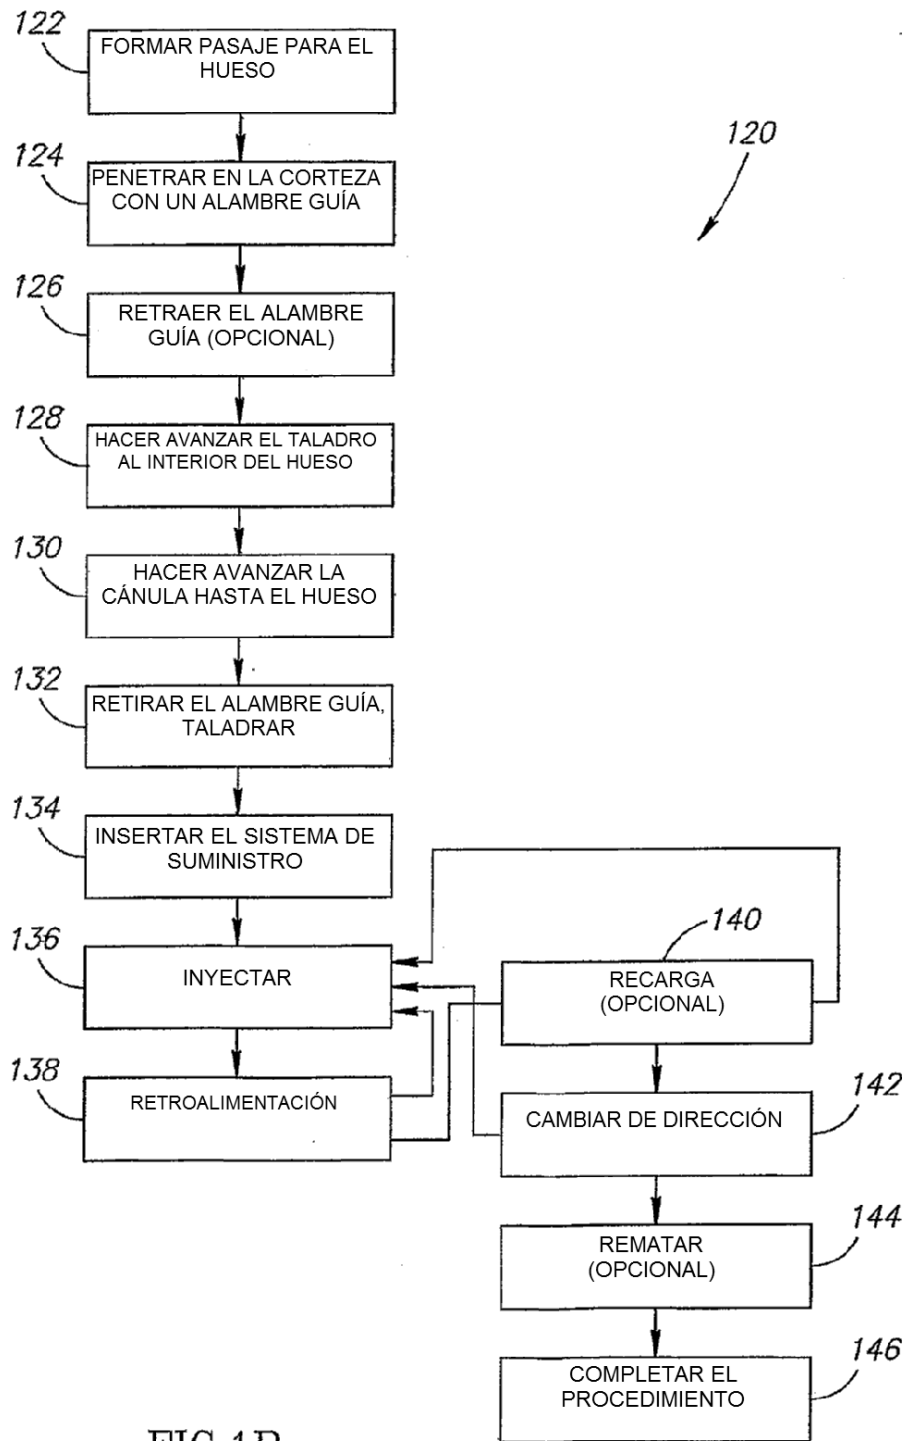 122
FORMAR PASAJE PARA EL
HUESO
120
124
PENETRAR EN LA CORTEZA
CON UN ALAMBRE GUÍA
126
RETRAER EL ALAMBRE
GUÍA (OPCIONAL)
128
HACER AVANZAR EL TALADRO
AL INTERIOR DEL HUESO
130
HACER AVANZAR LA
CÁNULA HASTA EL HUESO
132
RETIRAR EL ALAMBRE GUÍA,
TALADRAR
134
INSERTAR EL SISTEMA DE
SUMINISTRO
136
INYECTAR
138
RETROALIMENTACIÓN
140
RECARGA
(OPCIONAL)
142
CAMBIAR DE DIRECCIÓN
144
REMATAR
(OPCIONAL)
146
COMPLETAR EL
PROCEDIMIENTO
FIG.1B